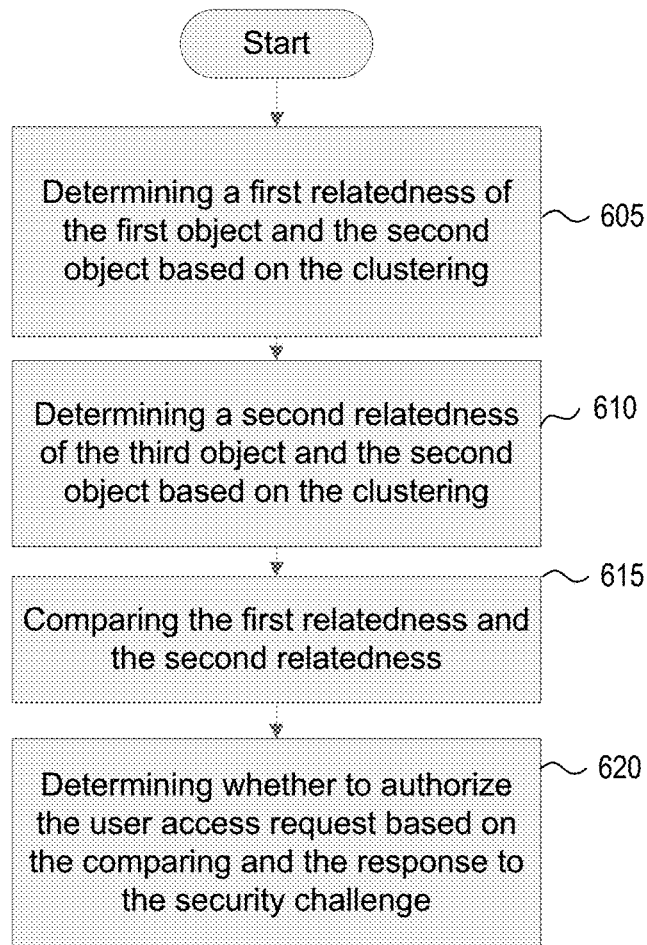 Start
Determining a first relatedness of
the first object and the second
object based on the clustering
605
Determining a second relatedness
of the third object and the second
object based on the clustering
610
615
Comparing the first relatedness and
the second relatedness
Determining whether to authorize
the user access request based on
the comparing and the response to
the security challenge
620